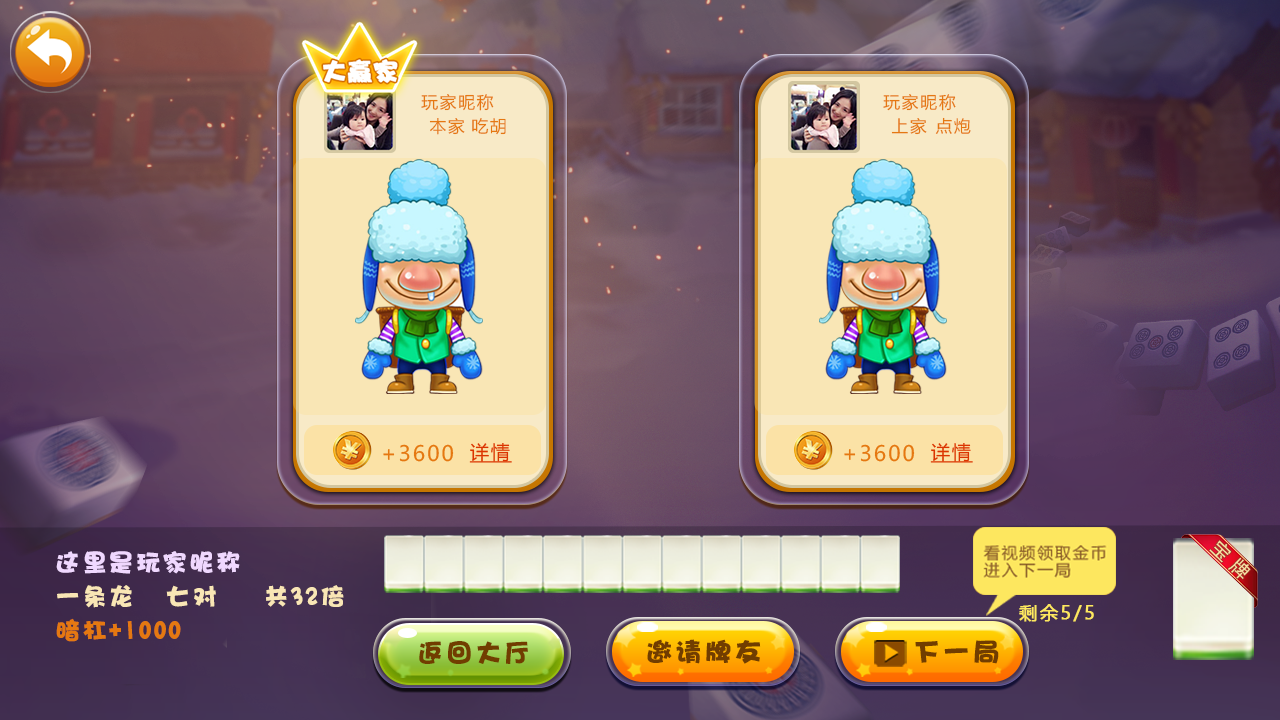 大赢家
玩家昵称
本家 吃胡
玩家昵称
上家 点炮
+3600 详情
+3600 详情
这里是玩家昵称
一条龙 七对 共32倍
暗杠+1000
看视频领取金币
进入下一局
剩余5/5
宝牌
返回大厅
邀请牌友
下一局